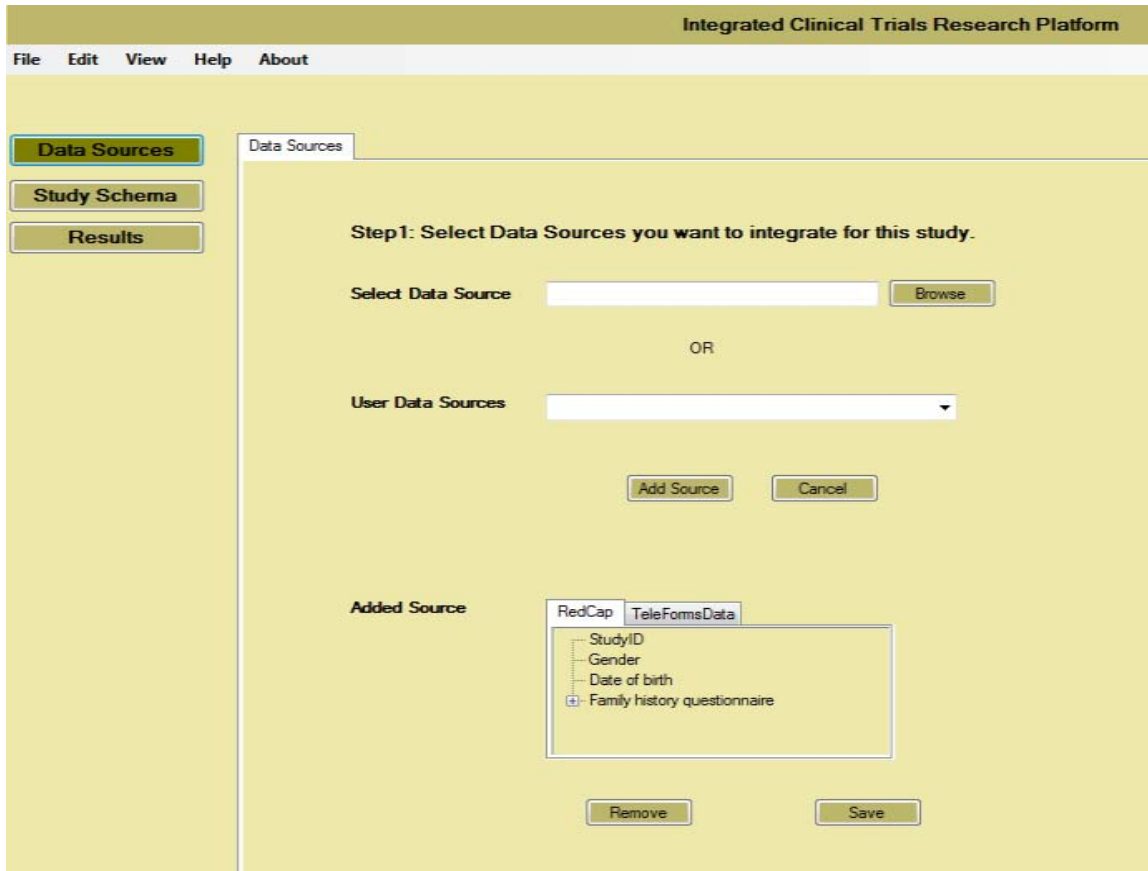 Integrated Clinical Trials Research Platform
File Edit View Help About
Data Sources
Study Schema
Results
Data Sources
Step1: Select Data Sources you want to integrate for this study.
Select Data Source
Browse
OR
User Data Sources
Add Source Cancel
Added Source
RedCap TeleFormsData
StudyID
Gender
Date of birth
Family history questionnaire
Remove Save